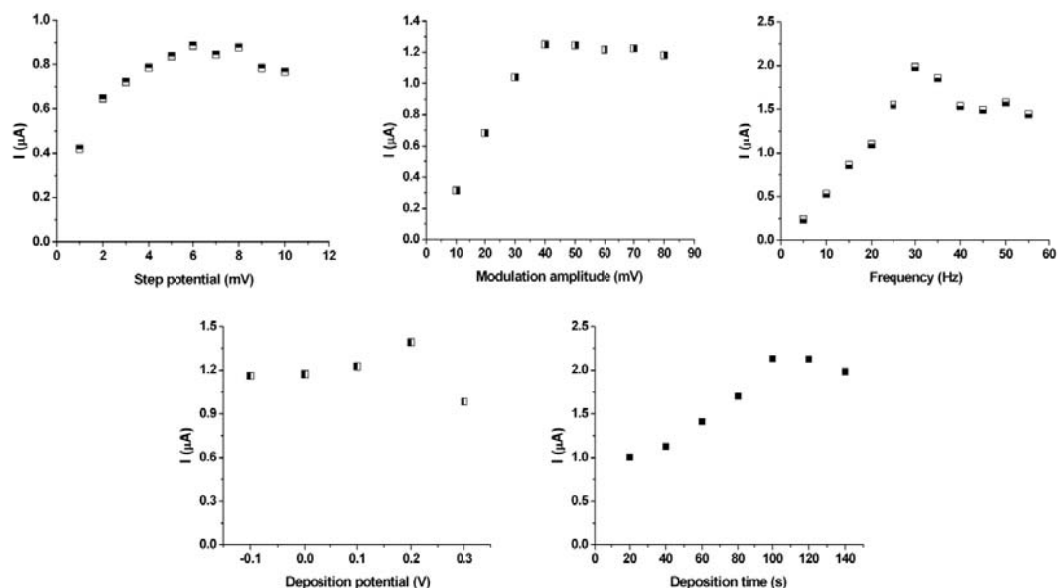 1.0
0.8
0.6
0.4
0.2
0.0
I (μA)
0 2 4 6 8 10 12
Step potential (mV)
1.4
1.2
1.0
0.8
0.6
0.4
0.2
0.0
I (μA)
0 10 20 30 40 50 60 70 80 90
Modulation amplitude (mV)
2.5
2.0
1.5
1.0
0.5
0.0
I (μA)
0 10 20 30 40 50 60
Frequency (Hz)
1.5
1.2
0.9
0.6
0.3
0.0
I (μA)
-0.1 0.0 0.1 0.2 0.3
Deposition potential (V)
2.5
2.0
1.5
1.0
0.5
0.0
I (μA)
0 20 40 60 80 100 120 140
Deposition time (s)